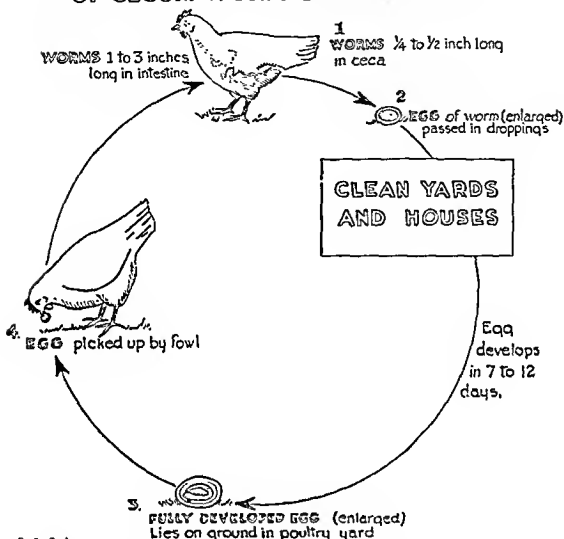 1
WORMS 1 to 3 inches
long in intestine
WORMS ¼ to ½ inch long
in ceca
2
EGG of worm (enlarged)
passed in droppings
CLEAN YARDS
AND HOUSES
Egg
develops
in 7 to 12
days.
3.
FULLY DEVELOPED EGG (enlarged)
Lies on ground in poultry yard
4.
EGG picked up by fowl